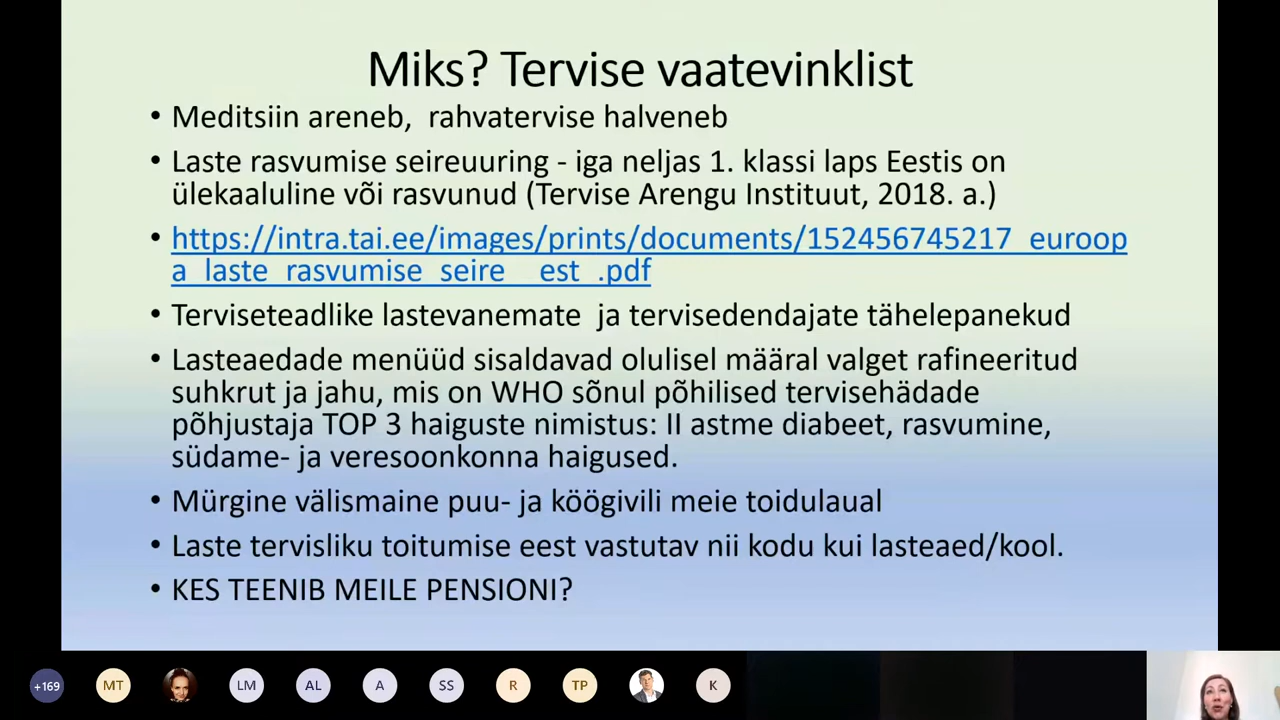 Miks? Tervise vaatevinklist
• Meditsiin areneb, rahvatervise halveneb
• Laste rasvumise seireuuring - iga neljas 1. klassi laps Eestis on
ülekaaluline või rasvunud (Tervise Arengu Instituut, 2018. a.)
• https://intra.tai.ee/images/prints/documents/152456745217_euroop
a_laste_rasvumise_seire__est_.pdf
• Terviseteadlike lastevanemate ja tervisedendajate tähelepanekud
• Lasteaedade menüüd sisaldavad olulisel määral valget rafineeritud
suhkrut ja jahu, mis on WHO sõnul põhilised tervisehädade
põhjustaja TOP 3 haiguste nimistus: II astme diabeet, rasvumine,
südame- ja veresoonkonna haigused.
• Mürgine välismaine puu- ja köögivili meie toidulaual
• Laste tervisliku toitumise eest vastutav nii kodu kui lasteaed/kool.
• KES TEENIB MEILE PENSIONI?
+169 MT LM AL A SS R TP K